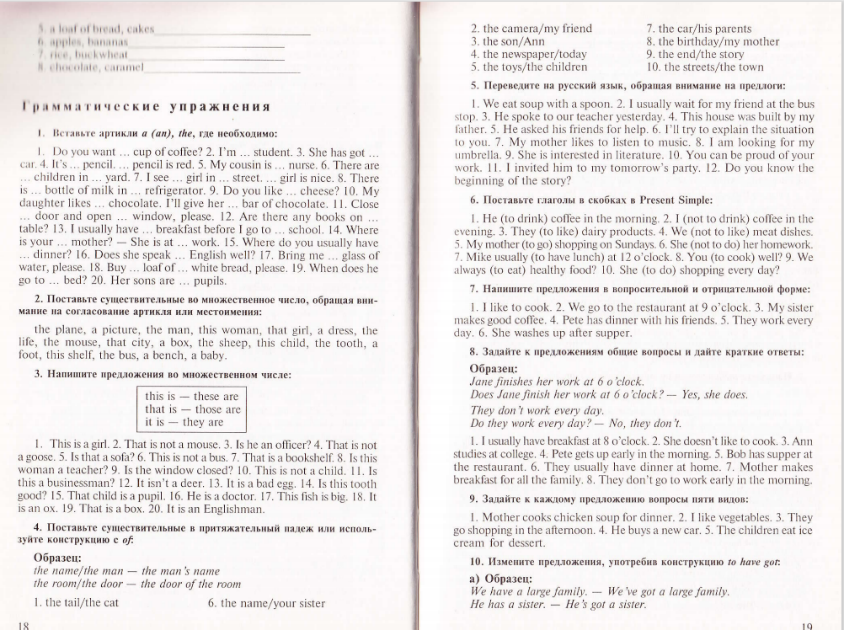 5. a loaf of bread, cakes
6. apples, bananas
7. rice, buckwheat
8. chocolate, caramel
Грамматические упражнения
1. Вставьте артикли a (an), the, где необходимо:
1. Do you want ... cup of coffee? 2. I'm ... student. 3. She has got ...
car. 4. It's ... pencil. ... pencil is red. 5. My cousin is ... nurse. 6. There are
... children in ... yard. 7. I see ... girl in ... street. ... girl is nice. 8. There
is ... bottle of milk in ... refrigerator. 9. Do you like ... cheese? 10. My
daughter likes ... chocolate. I'll give her ... bar of chocolate. 11. Close
... door and open ... window, please. 12. Are there any books on ...
table? 13. I usually have ... breakfast before I go to ... school. 14. Where
is your ... mother? — She is at ... work. 15. Where do you usually have
... dinner? 16. Does she speak ... English well? 17. Bring me ... glass of
water, please. 18. Buy ... loaf of ... white bread, please. 19. When does he
go to ... bed? 20. Her sons are ... pupils.
2. Поставьте существительные во множественное число, обращая вни-
мание на согласование артикля или местоимения:
the plane, a picture, the man, this woman, that girl, a dress, the
life, the mouse, that city, a box, the sheep, this child, the tooth, a
foot, this shelf, the bus, a bench, a baby.
3. Напишите предложения во множественном числе:
this is — these are
that is — those are
it is — they are
1. This is a girl. 2. That is not a mouse. 3. Is he an officer? 4. That is not
a goose. 5. Is that a sofa? 6. This is not a bus. 7. That is a bookshelf. 8. Is this
woman a teacher? 9. Is the window closed? 10. This is not a child. 11. Is
this a businessman? 12. It isn't a deer. 13. It is a bad egg. 14. Is this tooth
good? 15. That child is a pupil. 16. He is a doctor. 17. This fish is big. 18. It
is an ox. 19. That is a box. 20. It is an Englishman.
4. Поставьте существительные в притяжательный падеж или исполь-
зуйте конструкцию с of:
Образец:
the name/the man — the man's name
the room/the door — the door of the room
1. the tail/the cat 6. the name/your sister
18
2. the camera/my friend 7. the car/his parents
3. the son/Ann 8. the birthday/my mother
4. the newspaper/today 9. the end/the story
5. the toys/the children 10. the streets/the town
5. Переведите на русский язык, обращая внимание на предлоги:
1. We eat soup with a spoon. 2. I usually wait for my friend at the bus
stop. 3. He spoke to our teacher yesterday. 4. This house was built by my
father. 5. He asked his friends for help. 6. I'll try to explain the situation
to you. 7. My mother likes to listen to music. 8. I am looking for my
umbrella. 9. She is interested in literature. 10. You can be proud of your
work. 11. I invited him to my tomorrow's party. 12. Do you know the
beginning of the story?
6. Поставьте глаголы в скобках в Present Simple:
1. He (to drink) coffee in the morning. 2. I (not to drink) coffee in the
evening. 3. They (to like) dairy products. 4. We (not to like) meat dishes.
5. My mother (to go) shopping on Sundays. 6. She (not to do) her homework.
7. Mike usually (to have lunch) at 12 o'clock. 8. You (to cook) well? 9. We
always (to eat) healthy food? 10. She (to do) shopping every day?
7. Напишите предложения в вопросительной и отрицательной форме:
1. I like to cook. 2. We go to the restaurant at 9 o'clock. 3. My sister
makes good coffee. 4. Pete has dinner with his friends. 5. They work every
day. 6. She washes up after supper.
8. Задайте к предложениям общие вопросы и дайте краткие ответы:
Образец:
Jane finishes her work at 6 o'clock.
Does Jane finish her work at 6 o'clock? — Yes, she does.
They don't work every day.
Do they work every day? — No, they don't.
1. I usually have breakfast at 8 o'clock. 2. She doesn't like to cook. 3. Ann
studies at college. 4. Pete gets up early in the morning. 5. Bob has supper at
the restaurant. 6. They usually have dinner at home. 7. Mother makes
breakfast for all the family. 8. They don't go to work early in the morning.
9. Задайте к каждому предложению вопросы пяти видов:
1. Mother cooks chicken soup for dinner. 2. I like vegetables. 3. They
go shopping in the afternoon. 4. He buys a new car. 5. The children eat ice
cream for dessert.
10. Измените предложения, употребив конструкцию to have got:
а) Образец:
We have a large family. — We've got a large family.
He has a sister. — He's got a sister.
19